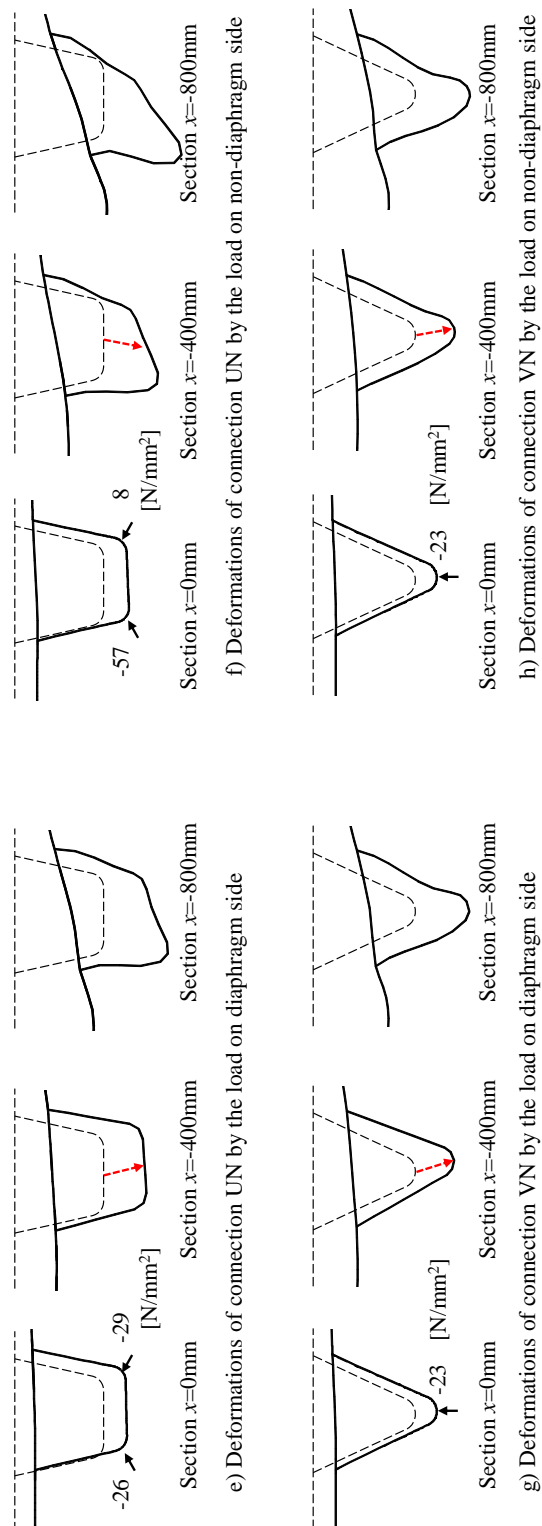 -26
-29
[N/mm²]
Section x=0mm
Section x=-400mm
Section x=-800mm
e) Deformations of connection UN by the load on diaphragm side
-57
8
[N/mm²]
Section x=0mm
Section x=-400mm
Section x=-800mm
f) Deformations of connection UN by the load on non-diaphragm side
-23
[N/mm²]
Section x=0mm
Section x=-400mm
Section x=-800mm
g) Deformations of connection VN by the load on diaphragm side
-23
[N/mm²]
Section x=0mm
Section x=-400mm
Section x=-800mm
h) Deformations of connection VN by the load on non-diaphragm side